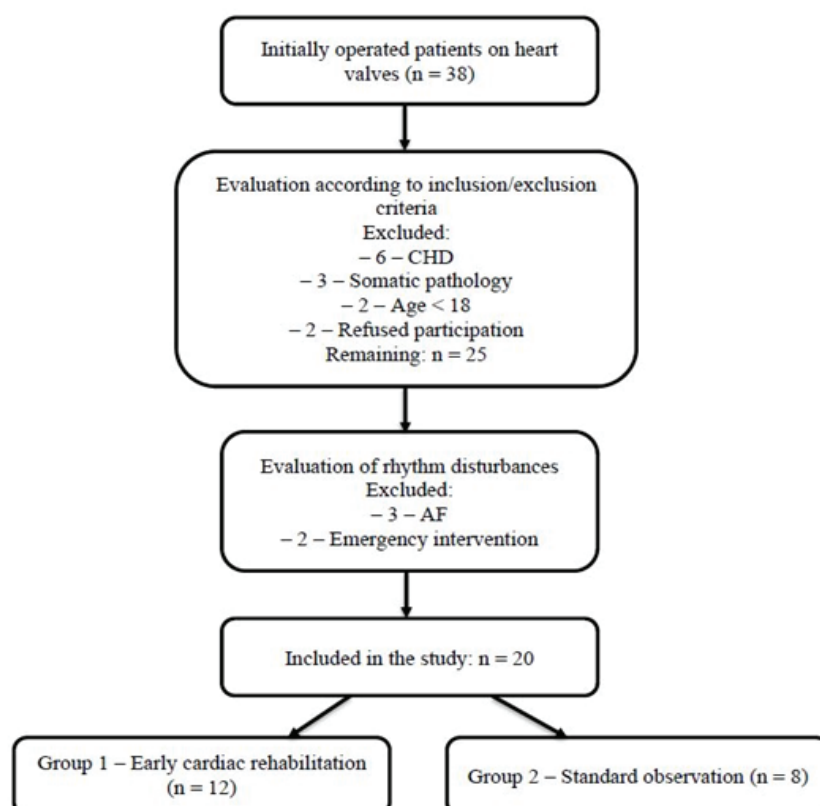 Initially operated patients on heart
valves (n = 38)
Evaluation according to inclusion/exclusion
criteria
Excluded:
– 6 – CHD
– 3 – Somatic pathology
– 2 – Age < 18
– 2 – Refused participation
Remaining: n = 25
Evaluation of rhythm disturbances
Excluded:
– 3 – AF
– 2 – Emergency intervention
Included in the study: n = 20
Group 1 – Early cardiac rehabilitation
(n = 12)
Group 2 – Standard observation (n = 8)